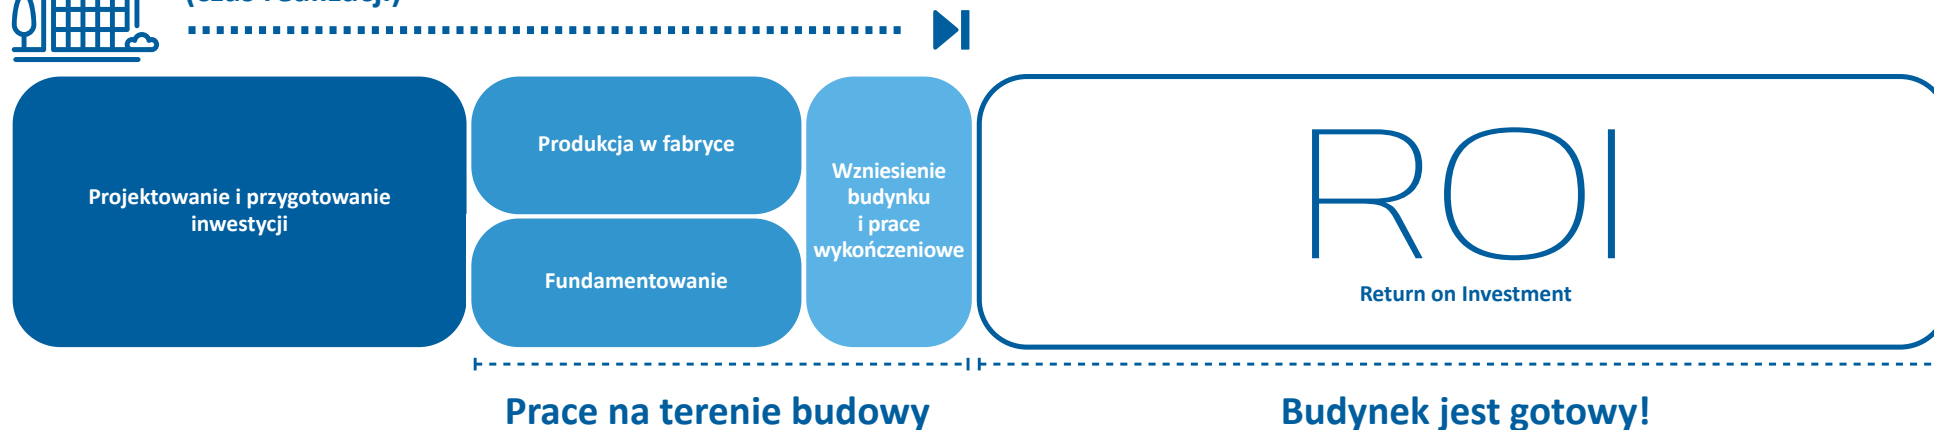 Projektowanie i przygotowanie
inwestycji
Produkcja w fabryce
Fundamentowanie
Wzniesienie
budynku
i prace
wykończeniowe
ROI
Return on Investment
Prace na terenie budowy
Budynek jest gotowy!